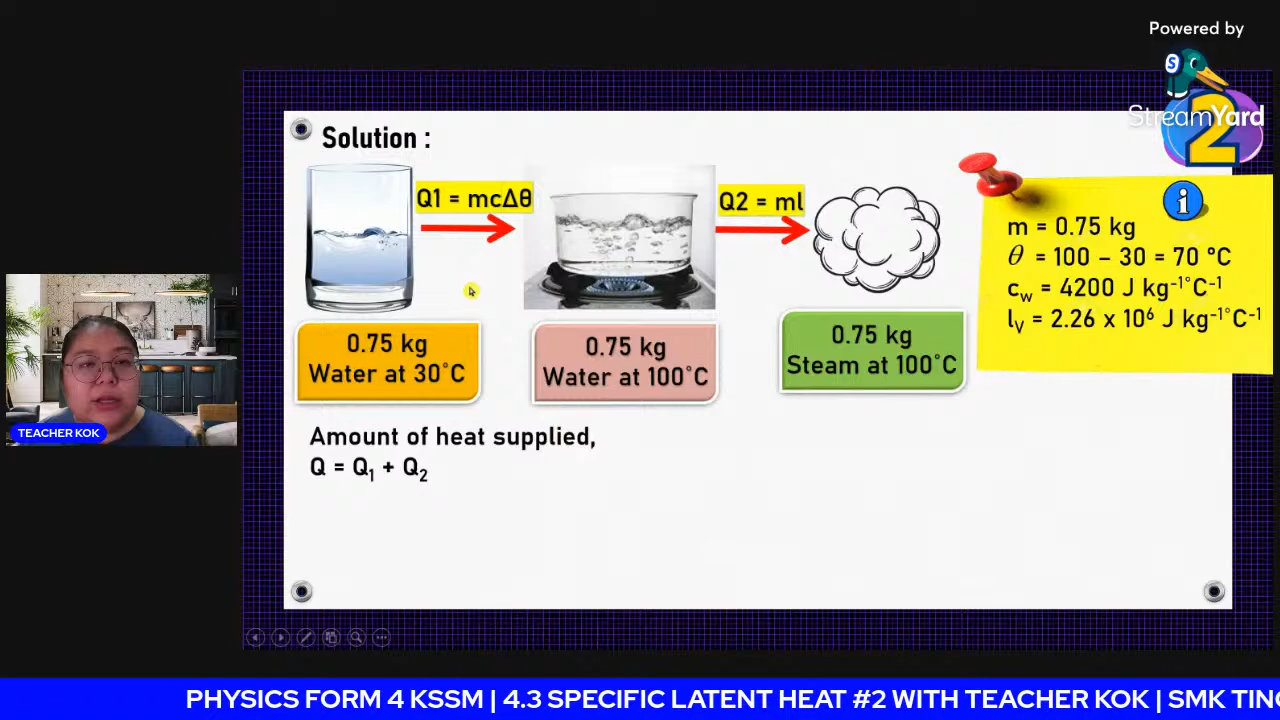 Powered by
StreamYard
2
Solution :
Q1 = mcΔθ
Q2 = ml
m = 0.75 kg
θ = 100 – 30 = 70 °C
c_w = 4200 J kg⁻¹°C⁻¹
l_v = 2.26 x 10⁶ J kg⁻¹°C⁻¹
0.75 kg
Water at 30°C
0.75 kg
Water at 100°C
0.75 kg
Steam at 100°C
TEACHER KOK
Amount of heat supplied,
Q = Q₁ + Q₂
PHYSICS FORM 4 KSSM | 4.3 SPECIFIC LATENT HEAT #2 WITH TEACHER KOK | SMK TING